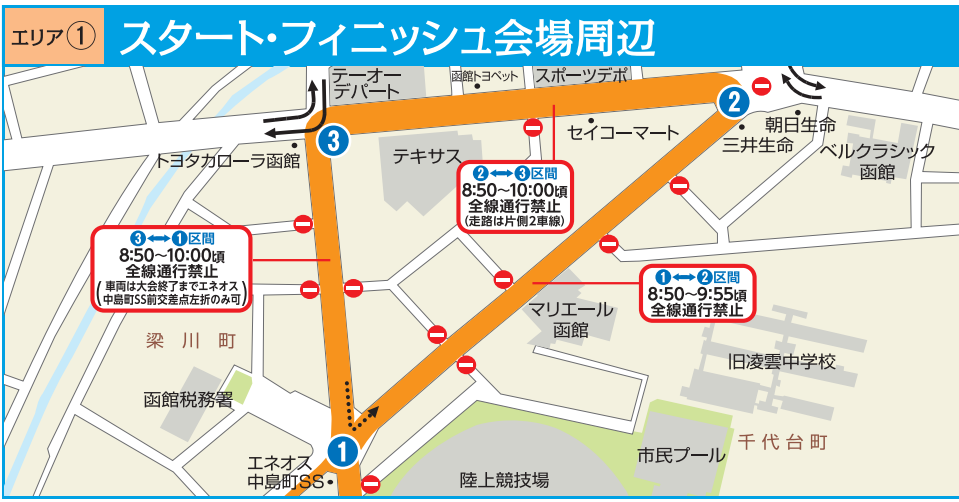 エリア①
スタート・フィニッシュ会場周辺
テーオー
デパート
函館トヨペット
スポーツデポ
2
3
セイコーマート
朝日生命
三井生命
トヨタカローラ函館
テキサス
ベルクラシック
函館
2⟷3区間
8:50～10:00頃
全線通行禁止
(走路は片側2車線)
3⟷1区間
8:50～10:00頃
全線通行禁止
(車両は大会終了までエネオス
中島町SS前交差点左折のみ可)
1⟷2区間
8:50～9:55頃
全線通行禁止
マリエール
函館
梁川町
旧凌雲中学校
函館税務署
千代台町
市民プール
1
エネオス
中島町SS
陸上競技場